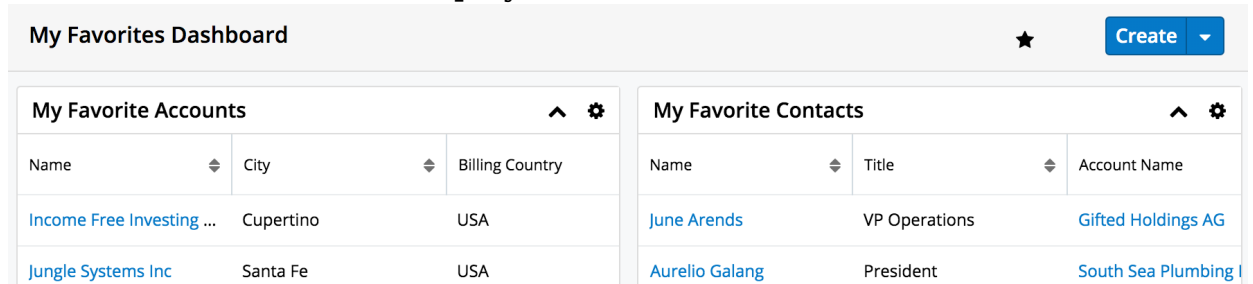 My Favorites Dashboard
Create
My Favorite Accounts
Name City Billing Country
Income Free Investing ... Cupertino USA
Jungle Systems Inc Santa Fe USA
My Favorite Contacts
Name Title Account Name
June Arends VP Operations Gifted Holdings AG
Aurelio Galang President South Sea Plumbing